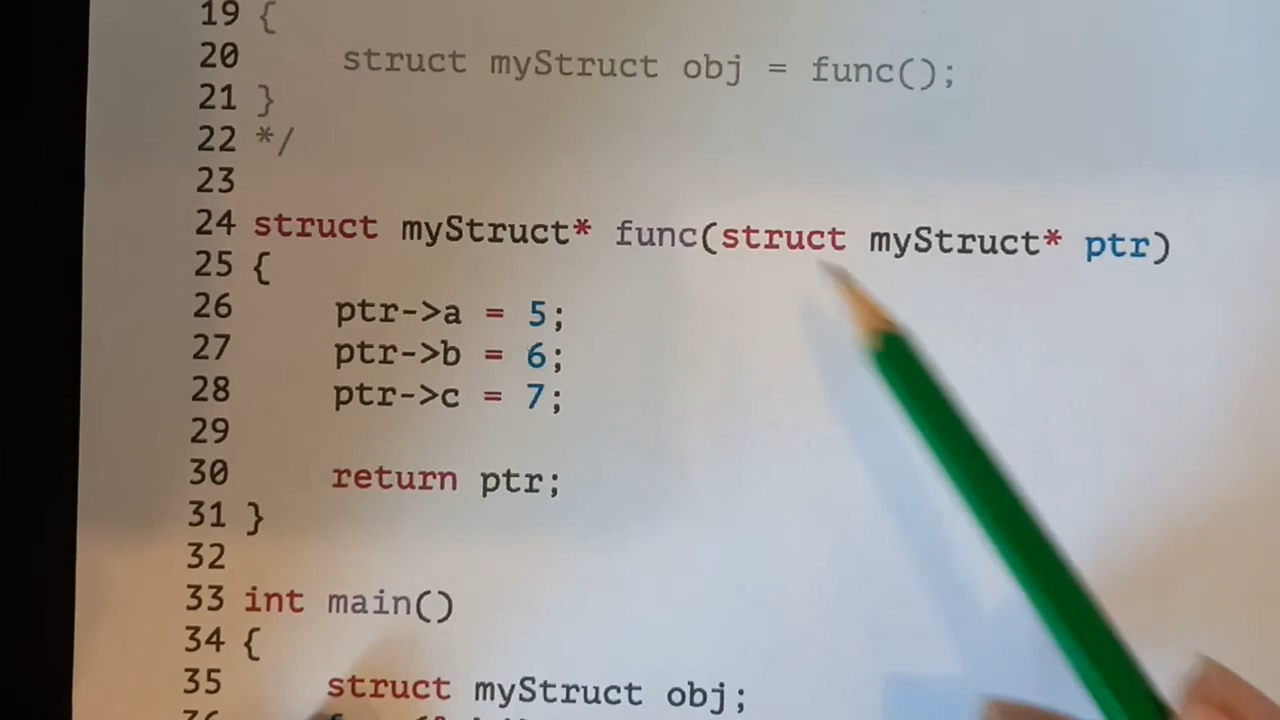 19 {
20 struct myStruct obj = func();
21 }
22 */
23
24 struct myStruct* func(struct myStruct* ptr)
25 {
26 ptr->a = 5;
27 ptr->b = 6;
28 ptr->c = 7;
29
30 return ptr;
31 }
32
33 int main()
34 {
35 struct myStruct obj;